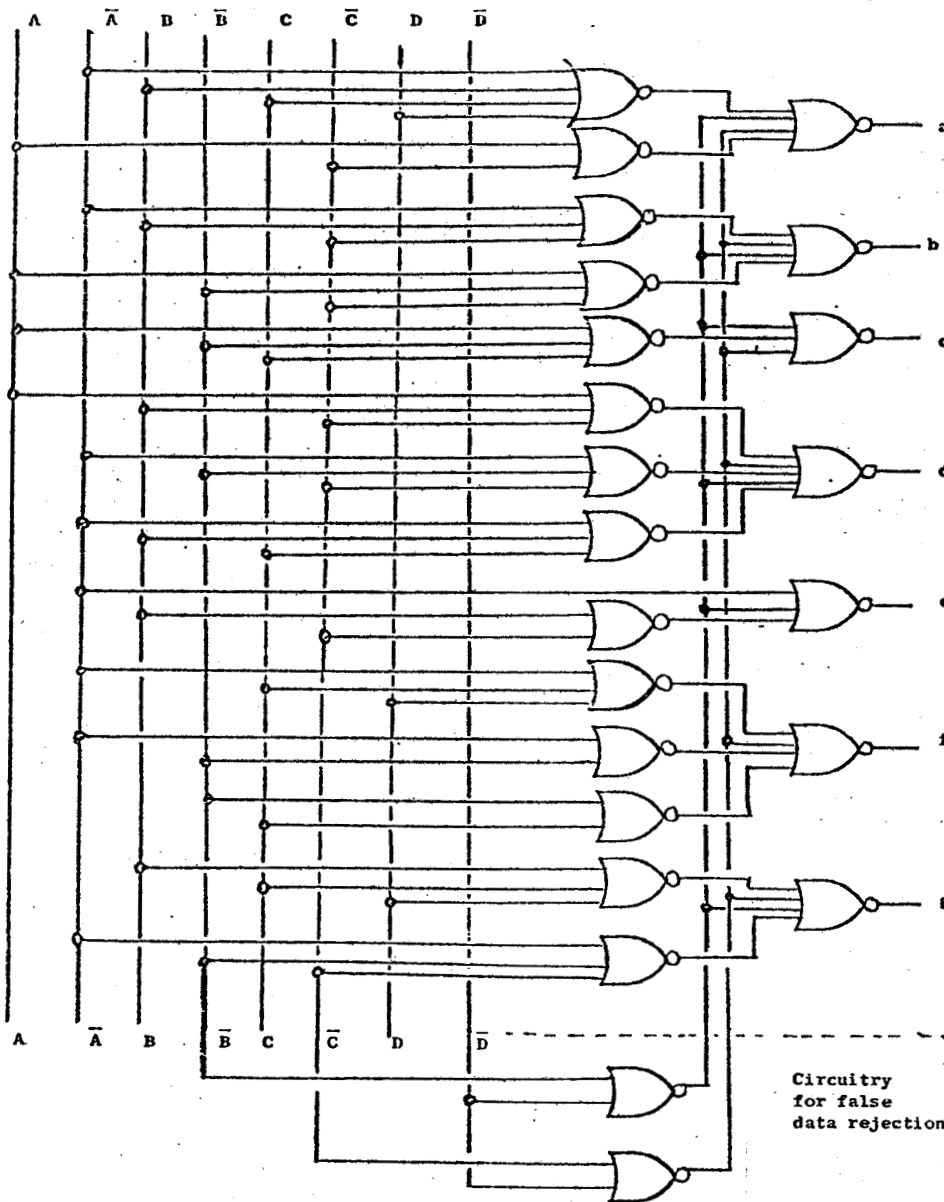 A A̅ B B̅ C C̅ D D̅
a
b
c
d
e
f
g
A A̅ B B̅ C C̅ D D̅
Circuitry
for false
data rejection